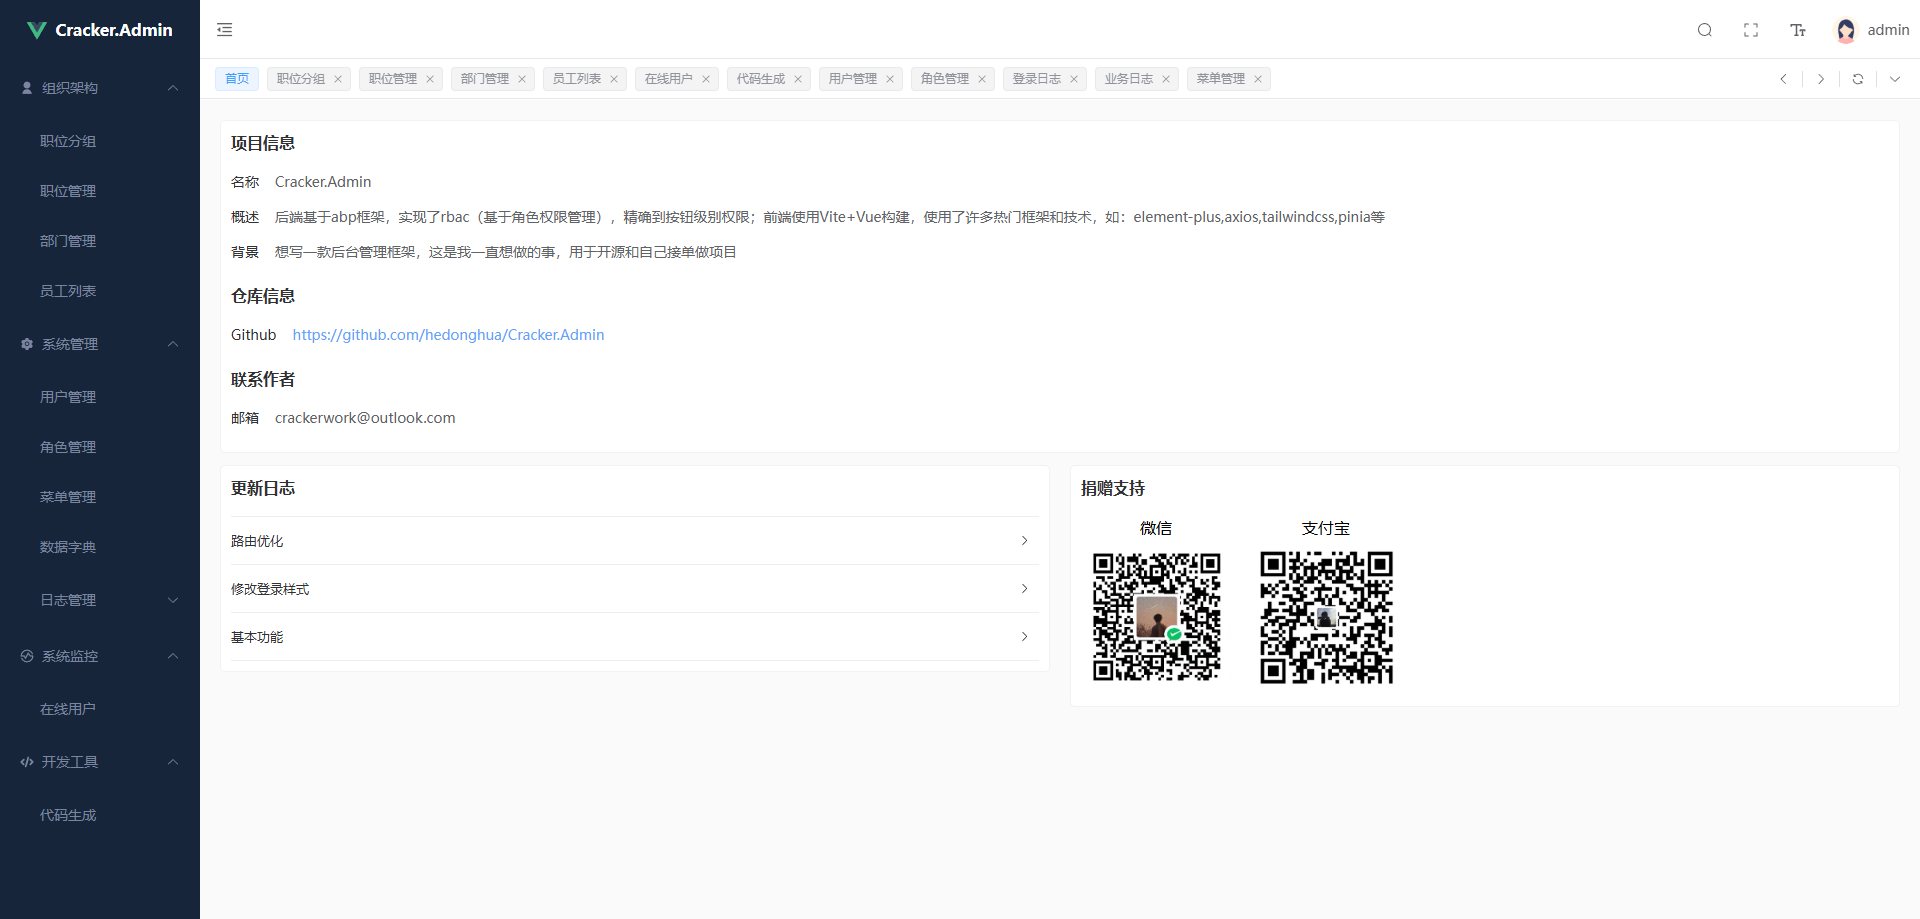 Cracker.Admin
组织架构
职位分组
职位管理
部门管理
员工列表
系统管理
用户管理
角色管理
菜单管理
数据字典
日志管理
系统监控
在线用户
开发工具
代码生成
admin
首页 职位分组 职位管理 部门管理 员工列表 在线用户 代码生成 用户管理 角色管理 登录日志 业务日志 菜单管理
项目信息
名称 Cracker.Admin
概述 后端基于abp框架，实现了rbac（基于角色权限管理），精确到按钮级别权限；前端使用Vite+Vue构建，使用了许多热门框架和技术，如：element-plus,axios,tailwindcss,pinia等
背景 想写一款后台管理框架，这是我一直想做的事，用于开源和自己接单做项目
仓库信息
Github https://github.com/hedonghua/Cracker.Admin
联系作者
邮箱 crackerwork@outlook.com
更新日志
路由优化
修改登录样式
基本功能
捐赠支持
微信 支付宝